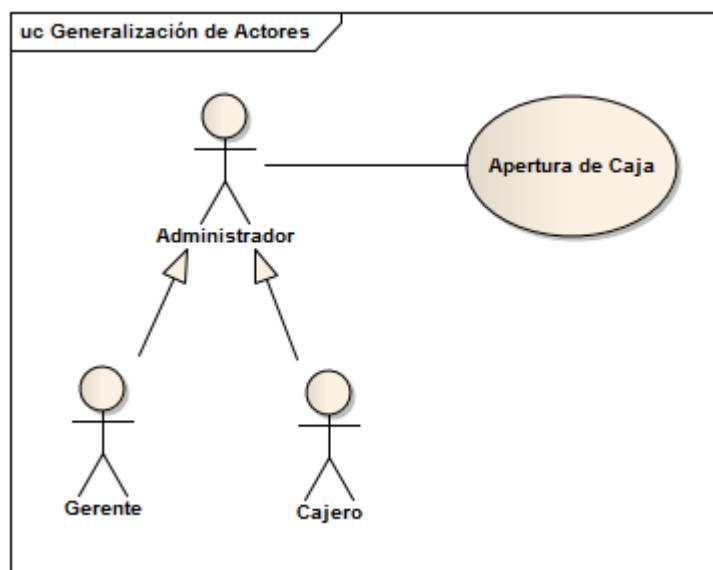 uc Generalización de Actores
Apertura de Caja
Administrador
Gerente
Cajero